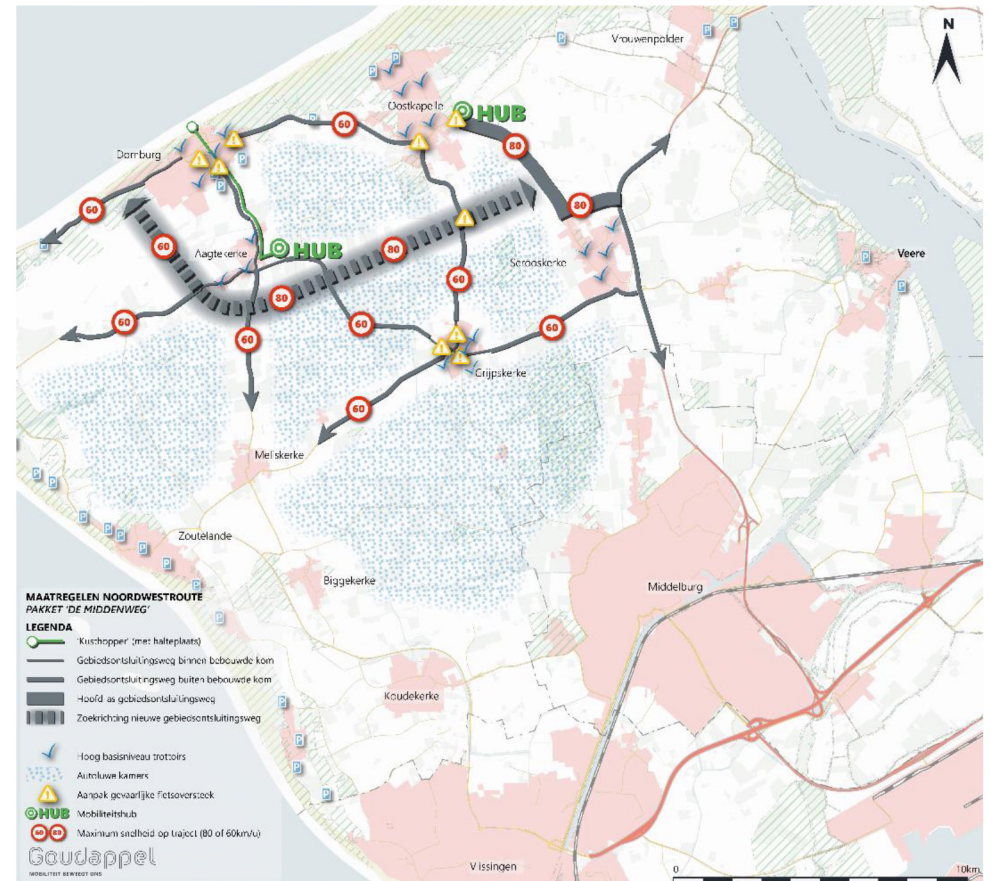 N
Vrouwenpolder
P
P
P
P
P
Oostkapelle
HUB
60
80
Domburg
P
P
P
80
60
Aagtekerke
HUB
60
80
Serooskerke
P
Veere
P
80
60
60
60
60
60
Grijpskerke
60
Meliskerke
P
P
P
P
P
Zoutelande
P
P
Biggekerke
P
Middelburg
Koudekerke
P
P
P
P
Vlissingen
MAATREGELEN NOORDWESTROUTE
PAKKET 'DE MIDDENWEG'
LEGENDA
'Kusthopper' (met halteplaats)
Gebiedsontsluitingsweg binnen bebouwde kom
Gebiedsontsluitingsweg buiten bebouwde kom
Hoofd as gebiedsontsluitingsweg
Zoekrichting nieuwe gebiedsontsluitingsweg
Hoog basisniveau trottoirs
Autoluwe kamers
Aanpak gevaarlijke fietsoversteek
HUB Mobiliteitshub
60 80 Maximum snelheid op traject (80 of 60km/u)
Goudappel
MOBILITEIT BEWEEGT ONS
0 10km